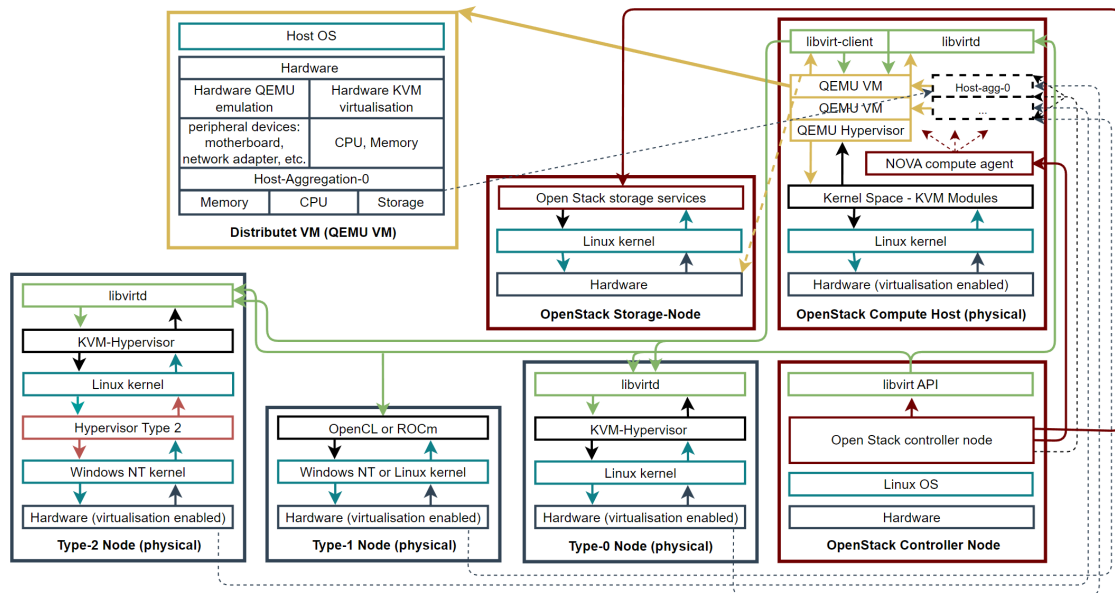 Host OS
Hardware
Hardware QEMU
emulation
Hardware KVM
virtualisation
peripheral devices:
motherboard,
network adapter, etc.
CPU, Memory
Host-Aggregation-0
Memory
CPU
Storage
Distributet VM (QEMU VM)
Open Stack storage services
Linux kernel
Hardware
OpenStack Storage-Node
libvirt-client
libvirtd
QEMU VM
QEMU VM
QEMU Hypervisor
Host-agg-0
...
NOVA compute agent
Kernel Space - KVM Modules
Linux kernel
Hardware (virtualisation enabled)
OpenStack Compute Host (physical)
libvirtd
KVM-Hypervisor
Linux kernel
Hypervisor Type 2
Windows NT kernel
Hardware (virtualisation enabled)
Type-2 Node (physical)
OpenCL or ROCm
Windows NT or Linux kernel
Hardware (virtualisation enabled)
Type-1 Node (physical)
libvirtd
KVM-Hypervisor
Linux kernel
Hardware (virtualisation enabled)
Type-0 Node (physical)
libvirt API
Open Stack controller node
Linux OS
Hardware
OpenStack Controller Node